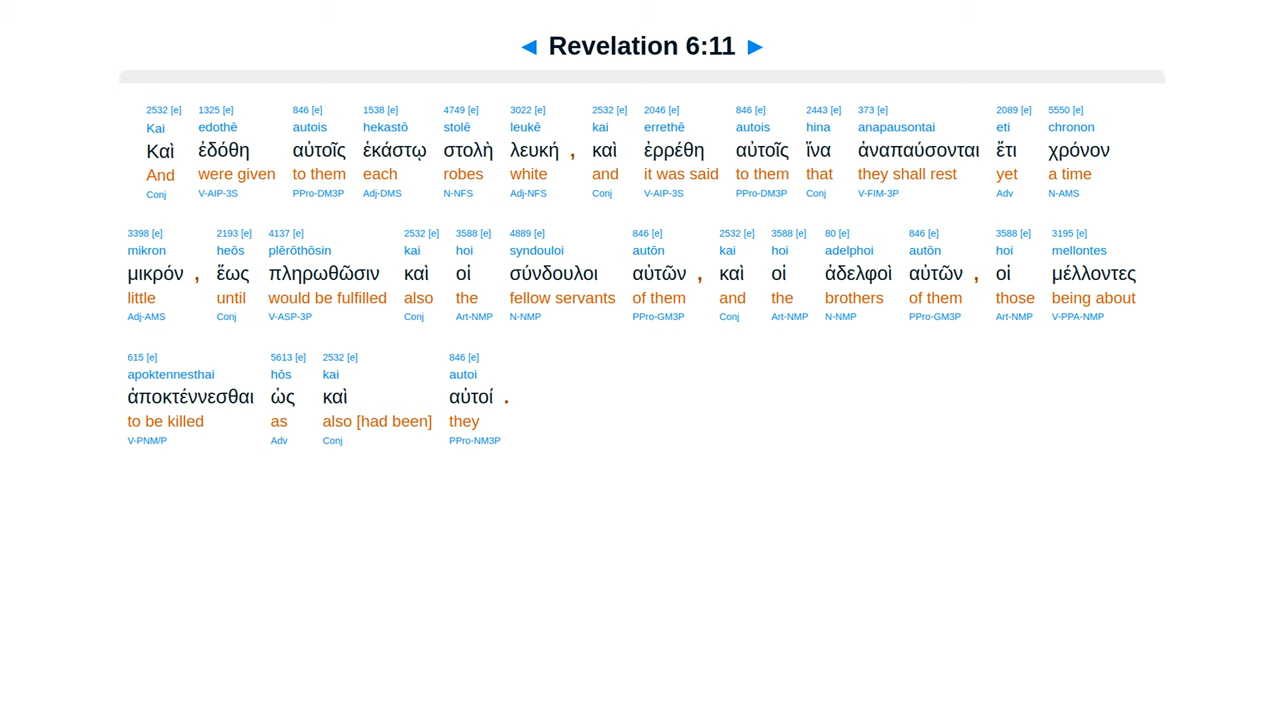 ◄ Revelation 6:11 ►
2532 [e] 1325 [e] 846 [e] 1538 [e] 4749 [e] 3022 [e] 2532 [e] 2046 [e] 846 [e] 2443 [e] 373 [e] 2089 [e] 5550 [e]
Kai edothē autois hekastō stolē leukē kai errethē autois hina anapausontai eti chronon
Καὶ ἐδόθη αὐτοῖς ἑκάστῳ στολὴ λευκή , καὶ ἐρρέθη αὐτοῖς ἵνα ἀναπαύσονται ἔτι χρόνον
And were given to them each robes white and it was said to them that they shall rest yet a time
Conj V-AIP-3S PPro-DM3P Adj-DMS N-NFS Adj-NFS Conj V-AIP-3S PPro-DM3P Conj V-FIM-3P Adv N-AMS
3398 [e] 2193 [e] 4137 [e] 2532 [e] 3588 [e] 4889 [e] 846 [e] 2532 [e] 3588 [e] 80 [e] 846 [e] 3588 [e] 3195 [e]
mikron heōs plērōthōsin kai hoi syndouloi autōn kai hoi adelphoi autōn hoi mellontes
μικρόν , ἕως πληρωθῶσιν καὶ οἱ σύνδουλοι αὐτῶν , καὶ οἱ ἀδελφοὶ αὐτῶν , οἱ μέλλοντες
little until would be fulfilled also the fellow servants of them and the brothers of them those being about
Adj-AMS Conj V-ASP-3P Conj Art-NMP N-NMP PPro-GM3P Conj Art-NMP N-NMP PPro-GM3P Art-NMP V-PPA-NMP
615 [e] 5613 [e] 2532 [e] 846 [e]
apoktennesthai hōs kai autoi
ἀποκτέννεσθαι ὡς καὶ αὐτοί .
to be killed as also [had been] they
V-PNM/P Adv Conj PPro-NM3P